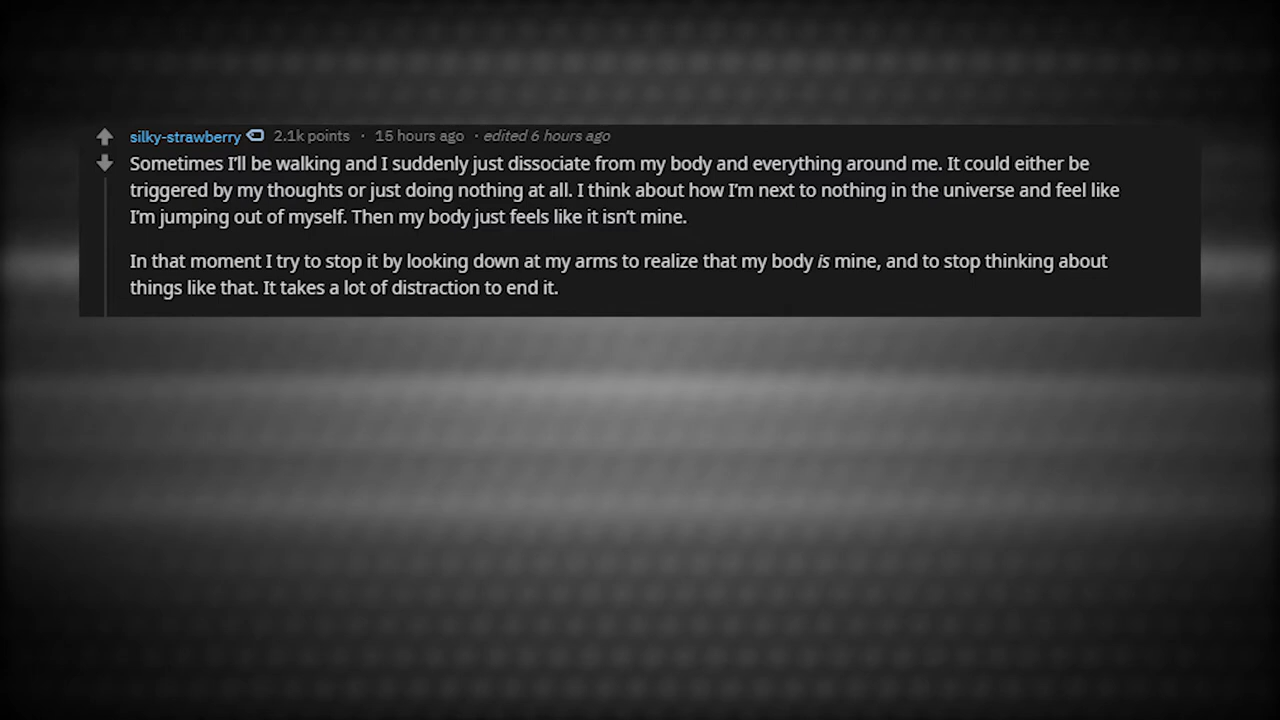 silky-strawberry 2.1k points · 15 hours ago · edited 6 hours ago
Sometimes I'll be walking and I suddenly just dissociate from my body and everything around me. It could either be
triggered by my thoughts or just doing nothing at all. I think about how I'm next to nothing in the universe and feel like
I'm jumping out of myself. Then my body just feels like it isn't mine.
In that moment I try to stop it by looking down at my arms to realize that my body is mine, and to stop thinking about
things like that. It takes a lot of distraction to end it.